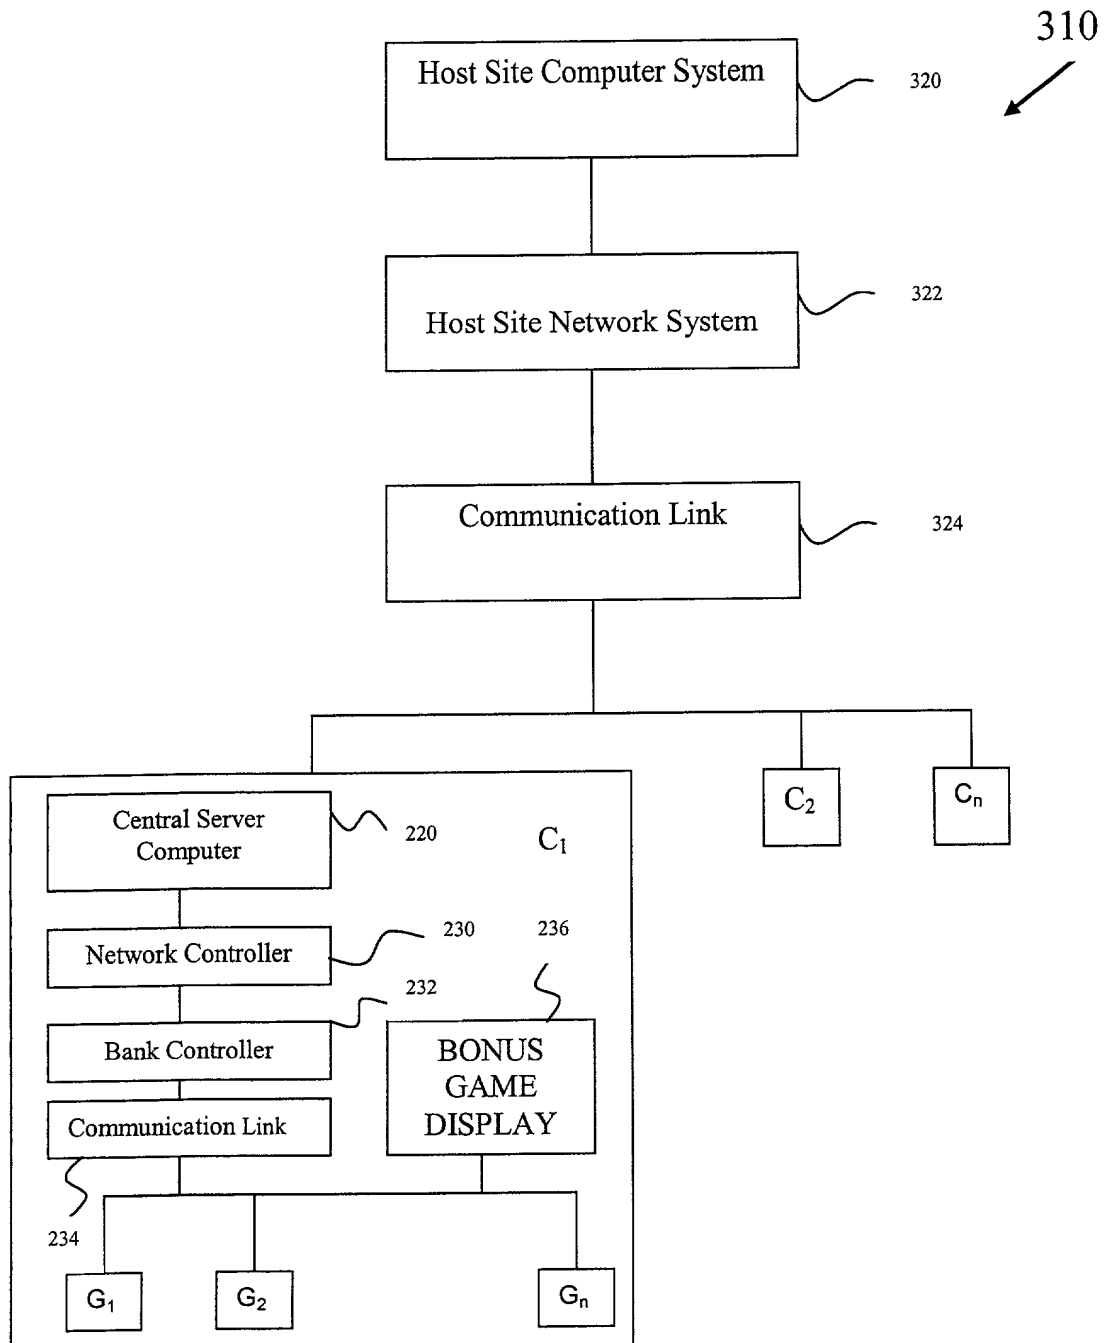 310
Host Site Computer System
320
Host Site Network System
322
Communication Link
324
C2
Cn
Central Server
Computer
220
C1
Network Controller
230
236
232
Bank Controller
BONUS
GAME
DISPLAY
Communication Link
234
G1
G2
Gn